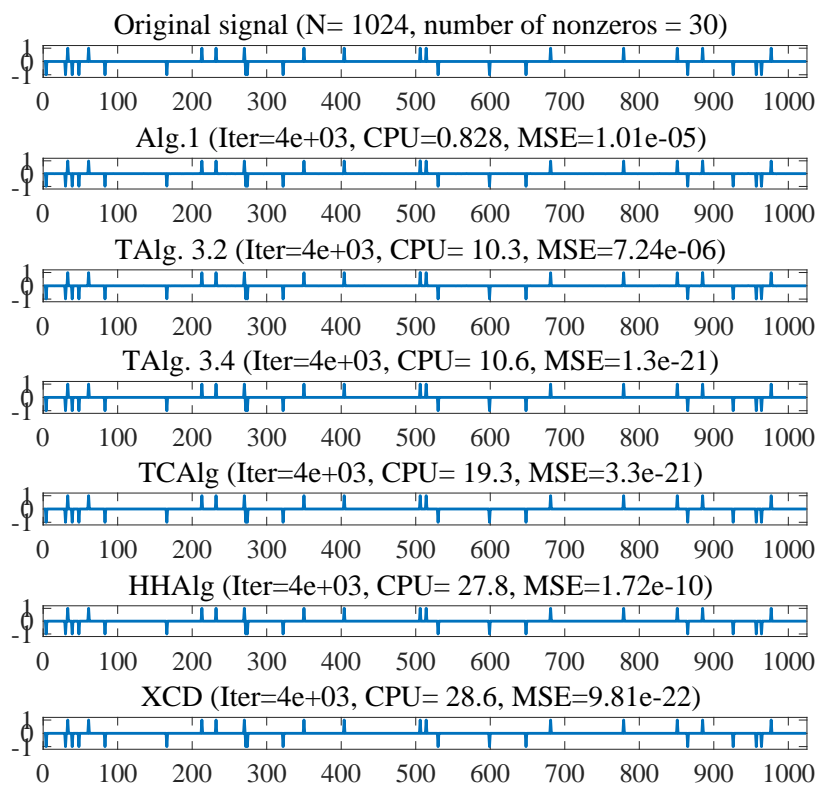 Original signal (N= 1024, number of nonzeros = 30)
1
0
-1
0 100 200 300 400 500 600 700 800 900 1000
Alg.1 (Iter=4e+03, CPU=0.828, MSE=1.01e-05)
1
0
-1
0 100 200 300 400 500 600 700 800 900 1000
TAlg. 3.2 (Iter=4e+03, CPU= 10.3, MSE=7.24e-06)
1
0
-1
0 100 200 300 400 500 600 700 800 900 1000
TAlg. 3.4 (Iter=4e+03, CPU= 10.6, MSE=1.3e-21)
1
0
-1
0 100 200 300 400 500 600 700 800 900 1000
TCAlg (Iter=4e+03, CPU= 19.3, MSE=3.3e-21)
1
0
-1
0 100 200 300 400 500 600 700 800 900 1000
HHAlg (Iter=4e+03, CPU= 27.8, MSE=1.72e-10)
1
0
-1
0 100 200 300 400 500 600 700 800 900 1000
XCD (Iter=4e+03, CPU= 28.6, MSE=9.81e-22)
1
0
-1
0 100 200 300 400 500 600 700 800 900 1000